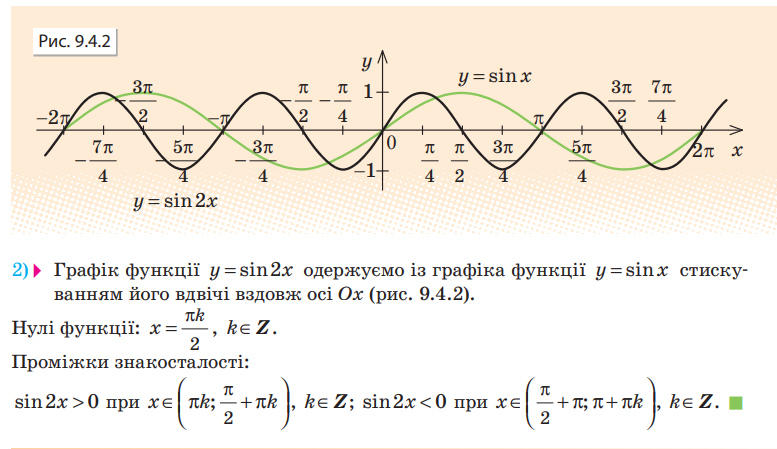 Рис. 9.4.2
y
1
y = sin x
−2π −3π/2 −π −π/2 −π/4 3π/2 7π/4
0 π 2π x
−7π/4 −5π/4 −3π/4 π/4 π/2 3π/4 5π/4
−1
y = sin 2x
2) Графік функції y = sin 2x одержуємо із графіка функції y = sin x стиску-
ванням його вдвічі вздовж осі Ox (рис. 9.4.2).
Нулі функції: x = πk/2, k ∈ Z.
Проміжки знакосталості:
sin 2x > 0 при x ∈ (πk; π/2 + πk), k ∈ Z; sin 2x < 0 при x ∈ (π/2 + π; π + πk), k ∈ Z.